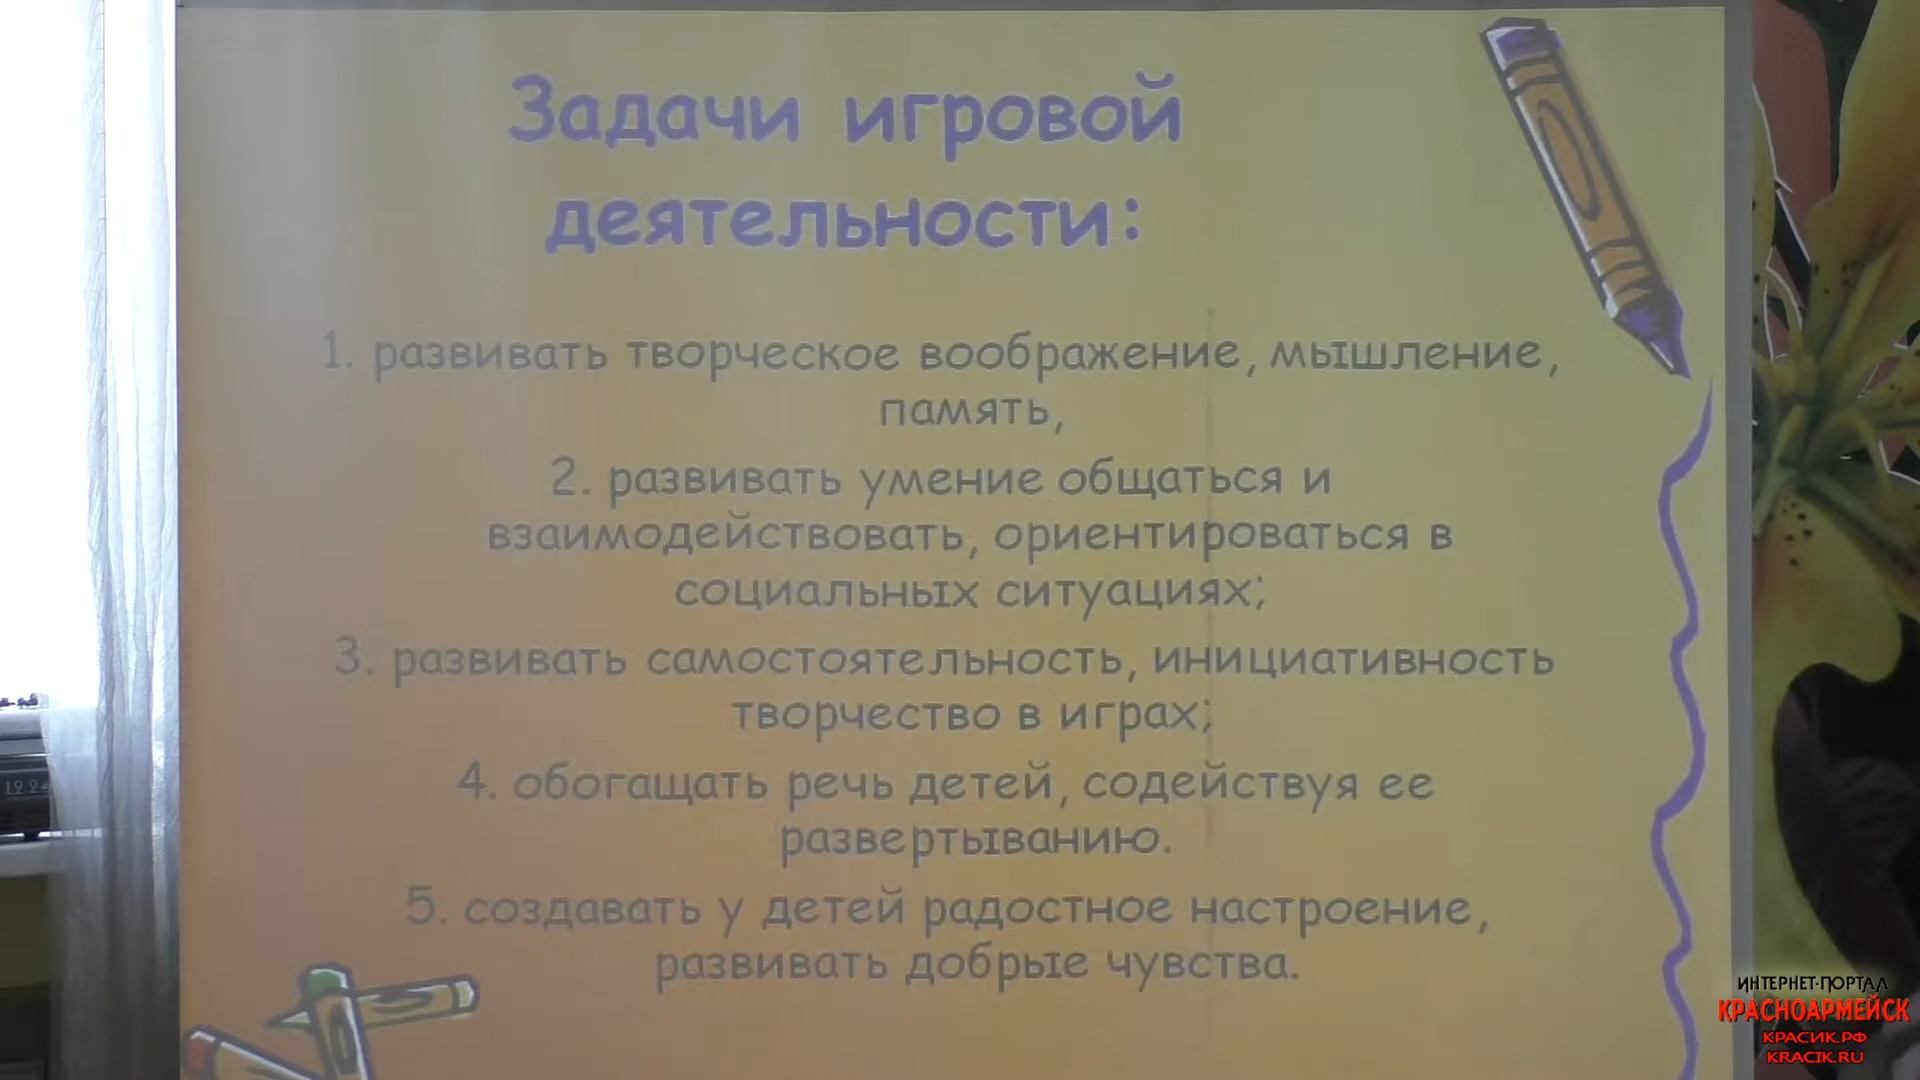 Задачи игровой
деятельности:
1. развивать творческое воображение, мышление,
память,
2. развивать умение общаться и
взаимодействовать, ориентироваться в
социальных ситуациях;
3. развивать самостоятельность, инициативность
творчество в играх;
4. обогащать речь детей, содействуя ее
развертыванию.
5. создавать у детей радостное настроение,
развивать добрые чувства.
ИНТЕРНЕТ-ПОРТАЛ
КРАСНОАРМЕЙСК
КРАСИК.РФ
KRACIK.RU